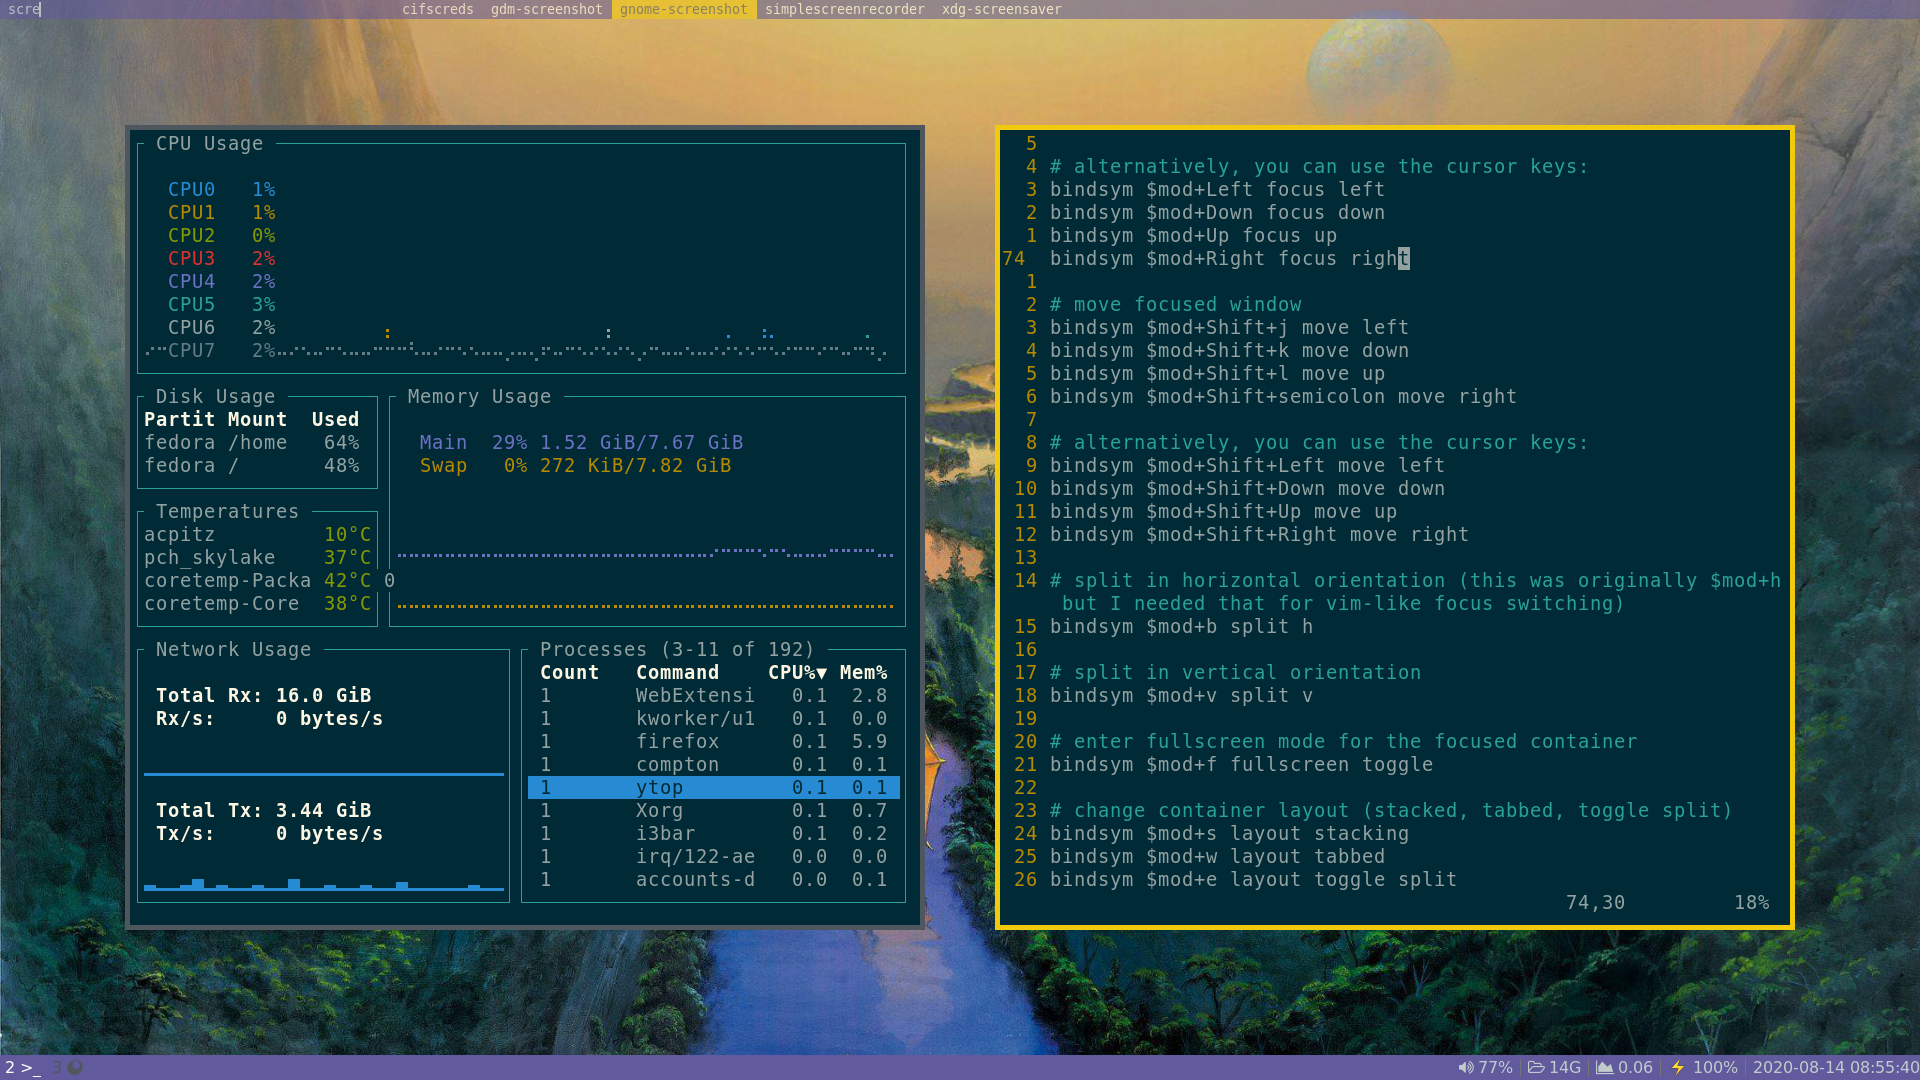 scre cifscreds gdm-screenshot gnome-screenshot simplescreenrecorder xdg-screensaver
CPU Usage
CPU0 1%
CPU1 1%
CPU2 0%
CPU3 2%
CPU4 2%
CPU5 3%
CPU6 2%
CPU7 2%
Disk Usage
Partit Mount Used
fedora /home 64%
fedora / 48%
Memory Usage
Main 29% 1.52 GiB/7.67 GiB
Swap 0% 272 KiB/7.82 GiB
Temperatures
acpitz 10°C
pch_skylake 37°C
coretemp-Packa 42°C 0
coretemp-Core 38°C
Network Usage
Total Rx: 16.0 GiB
Rx/s: 0 bytes/s
Total Tx: 3.44 GiB
Tx/s: 0 bytes/s
Processes (3-11 of 192)
Count Command CPU%▼ Mem%
1 WebExtensi 0.1 2.8
1 kworker/u1 0.1 0.0
1 firefox 0.1 5.9
1 compton 0.1 0.1
1 ytop 0.1 0.1
1 Xorg 0.1 0.7
1 i3bar 0.1 0.2
1 irq/122-ae 0.0 0.0
1 accounts-d 0.0 0.1
5
4 # alternatively, you can use the cursor keys:
3 bindsym $mod+Left focus left
2 bindsym $mod+Down focus down
1 bindsym $mod+Up focus up
74 bindsym $mod+Right focus right
1
2 # move focused window
3 bindsym $mod+Shift+j move left
4 bindsym $mod+Shift+k move down
5 bindsym $mod+Shift+l move up
6 bindsym $mod+Shift+semicolon move right
7
8 # alternatively, you can use the cursor keys:
9 bindsym $mod+Shift+Left move left
10 bindsym $mod+Shift+Down move down
11 bindsym $mod+Shift+Up move up
12 bindsym $mod+Shift+Right move right
13
14 # split in horizontal orientation (this was originally $mod+h
but I needed that for vim-like focus switching)
15 bindsym $mod+b split h
16
17 # split in vertical orientation
18 bindsym $mod+v split v
19
20 # enter fullscreen mode for the focused container
21 bindsym $mod+f fullscreen toggle
22
23 # change container layout (stacked, tabbed, toggle split)
24 bindsym $mod+s layout stacking
25 bindsym $mod+w layout tabbed
26 bindsym $mod+e layout toggle split
74,30 18%
2 >_ 3 77% 14G 0.06 100% 2020-08-14 08:55:40